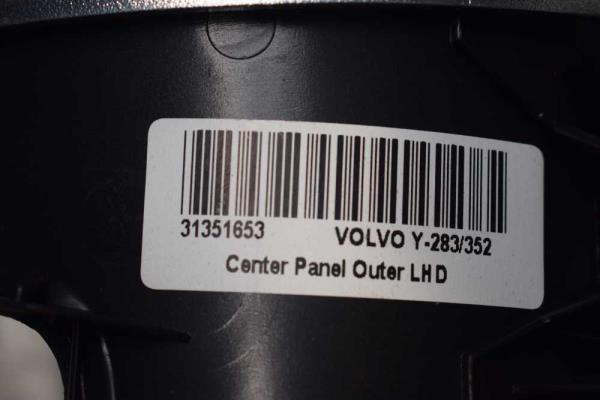 31351653 VOLVO Y-283/352
Center Panel Outer LHD